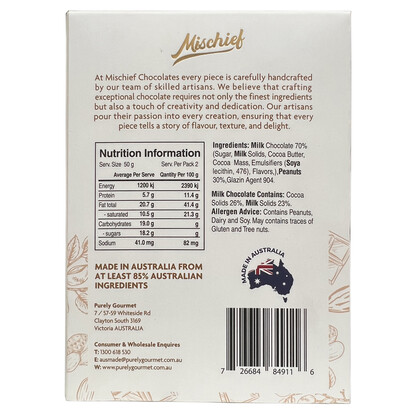 Mischief
At Mischief Chocolates every piece is carefully handcrafted
by our team of skilled artisans. We believe that crafting
exceptional chocolate requires not only the finest ingredients
but also a touch of creativity and dedication. Our artisans
pour their passion into every creation, ensuring that every
piece tells a story of flavour, texture, and delight.
Nutrition Information
Serv. Size 50 g Serv. Per Pack 2
Average Per Serve Qantity Per 100 g
Energy 1200 kj 2390 kj
Protein 5.7 g 11.4 g
Fat total 20.7 g 41.4 g
- saturated 10.5 g 21.3 g
Carbohydrates 19.0 g g
- sugars 18.2 g g
Sodium 41.0 mg 82 mg
Ingredients: Milk Chocolate 70%
(Sugar, Milk Solids, Cocoa Butter,
Cocoa Mass, Emulsifiers (Soya
lecithin, 476), Flavors),Peanuts
30%,Glazin Agent 904.
Milk Chocolate Contains: Cocoa
Solids 26%, Milk Solids 23%.
Allergen Advice: Contains Peanuts,
Dairy and Soy. May contain traces of
Gluten and Tree nuts.
MADE IN AUSTRALIA FROM
AT LEAST 85% AUSTRALIAN
INGREDIENTS
MADE IN AUSTRALIA
Purely Gourmet
7 / 57-59 Whiteside Rd
Clayton South 3169
Victoria AUSTRALIA
Consumer & Wholesale Enquires
T: 1300 618 530
E: ausmade@purelygourmet.com.au
www.purelygourmet.com.au
7 26684 84911 6